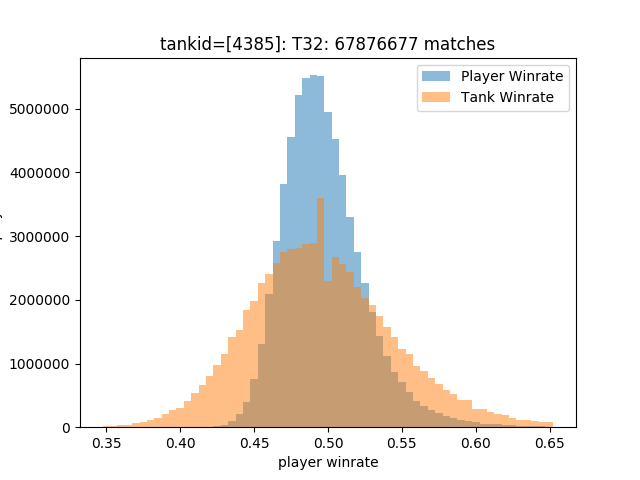 tankid=[4385]: T32: 67876677 matches
Player Winrate
Tank Winrate
5000000
4000000
3000000
2000000
1000000
0
0.35 0.40 0.45 0.50 0.55 0.60 0.65
player winrate